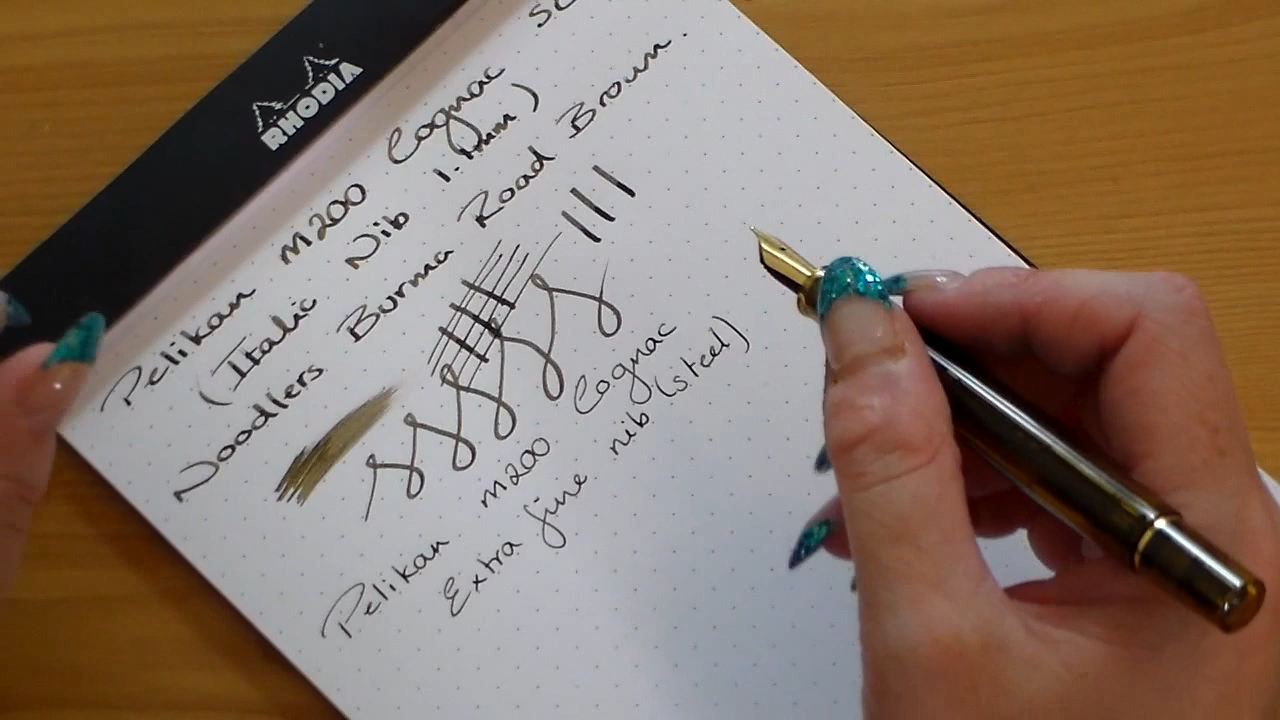 RHODIA
Pelikan M200 Cognac
(Italic Nib 1.1mm)
Noodlers Burma Road Brown.
Pelikan M200 Cognac
Extra fine nib (steel)